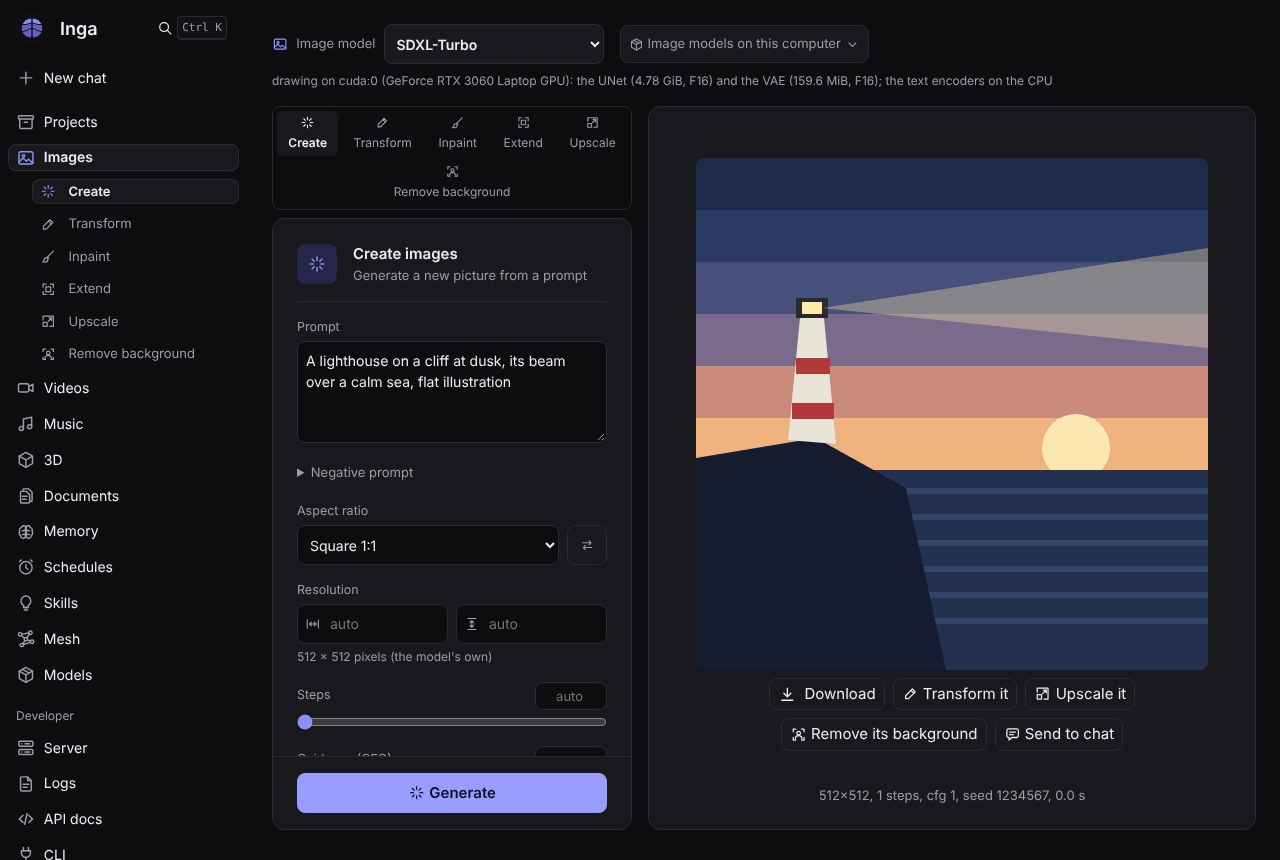 Inga
Ctrl K
New chat
Projects
Images
Create
Transform
Inpaint
Extend
Upscale
Remove background
Videos
Music
3D
Documents
Memory
Schedules
Skills
Mesh
Models
Developer
Server
Logs
API docs
CLI
Image model
SDXL-Turbo
Image models on this computer
drawing on cuda:0 (GeForce RTX 3060 Laptop GPU): the UNet (4.78 GiB, F16) and the VAE (159.6 MiB, F16); the text encoders on the CPU
Create
Transform
Inpaint
Extend
Upscale
Remove background
Create images
Generate a new picture from a prompt
Prompt
A lighthouse on a cliff at dusk, its beam
over a calm sea, flat illustration
Negative prompt
Aspect ratio
Square 1:1
Resolution
auto
auto
512 × 512 pixels (the model's own)
Steps
auto
Generate
Download
Transform it
Upscale it
Remove its background
Send to chat
512×512, 1 steps, cfg 1, seed 1234567, 0.0 s